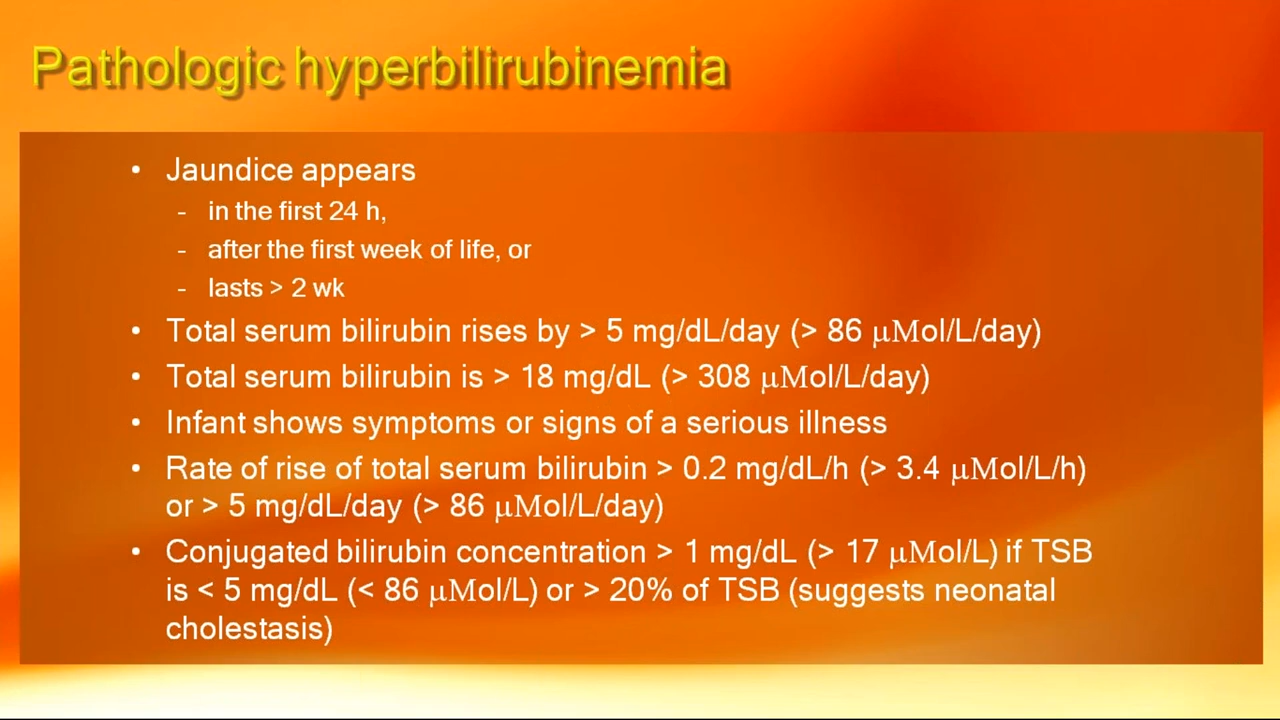 Pathologic hyperbilirubinemia
• Jaundice appears
- in the first 24 h,
- after the first week of life, or
- lasts > 2 wk
• Total serum bilirubin rises by > 5 mg/dL/day (> 86 μMol/L/day)
• Total serum bilirubin is > 18 mg/dL (> 308 μMol/L/day)
• Infant shows symptoms or signs of a serious illness
• Rate of rise of total serum bilirubin > 0.2 mg/dL/h (> 3.4 μMol/L/h)
or > 5 mg/dL/day (> 86 μMol/L/day)
• Conjugated bilirubin concentration > 1 mg/dL (> 17 μMol/L) if TSB
is < 5 mg/dL (< 86 μMol/L) or > 20% of TSB (suggests neonatal
cholestasis)